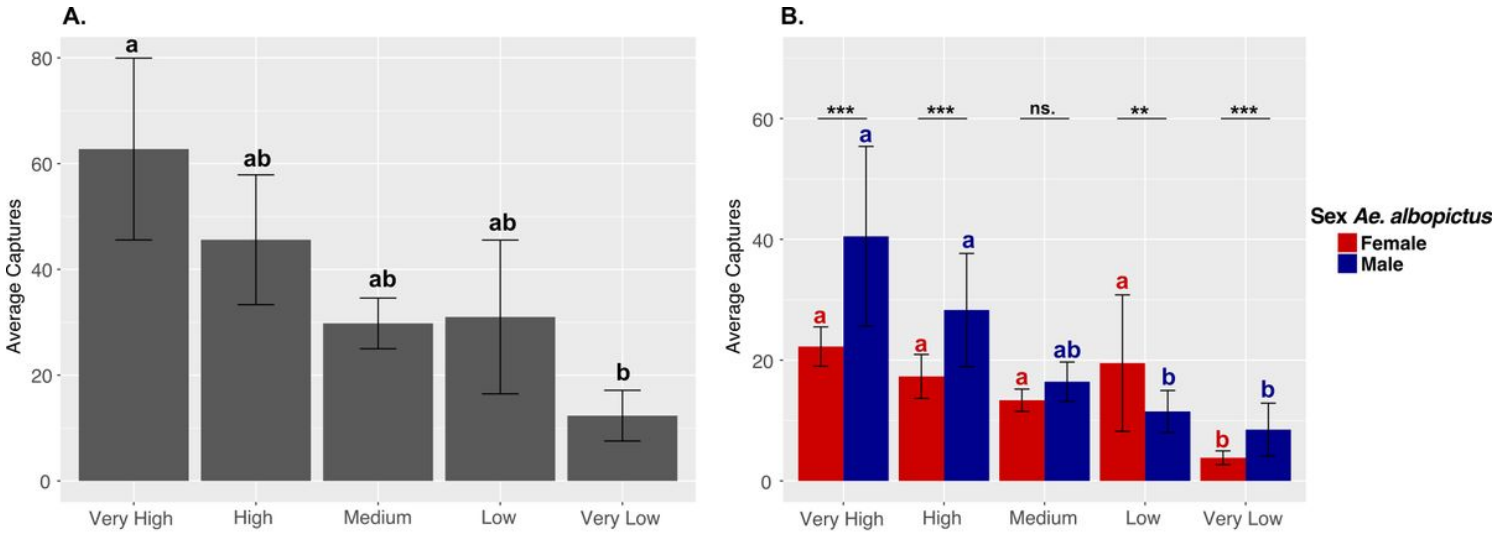 A.
Average Captures
80
60
40
20
0
a
ab
ab
ab
b
Very High
High
Medium
Low
Very Low
B.
Average Captures
60
40
20
0
***
***
ns.
**
***
a
a
a
a
a
ab
a
b
b
b
Very High
High
Medium
Low
Very Low
Sex Ae. albopictus
Female
Male